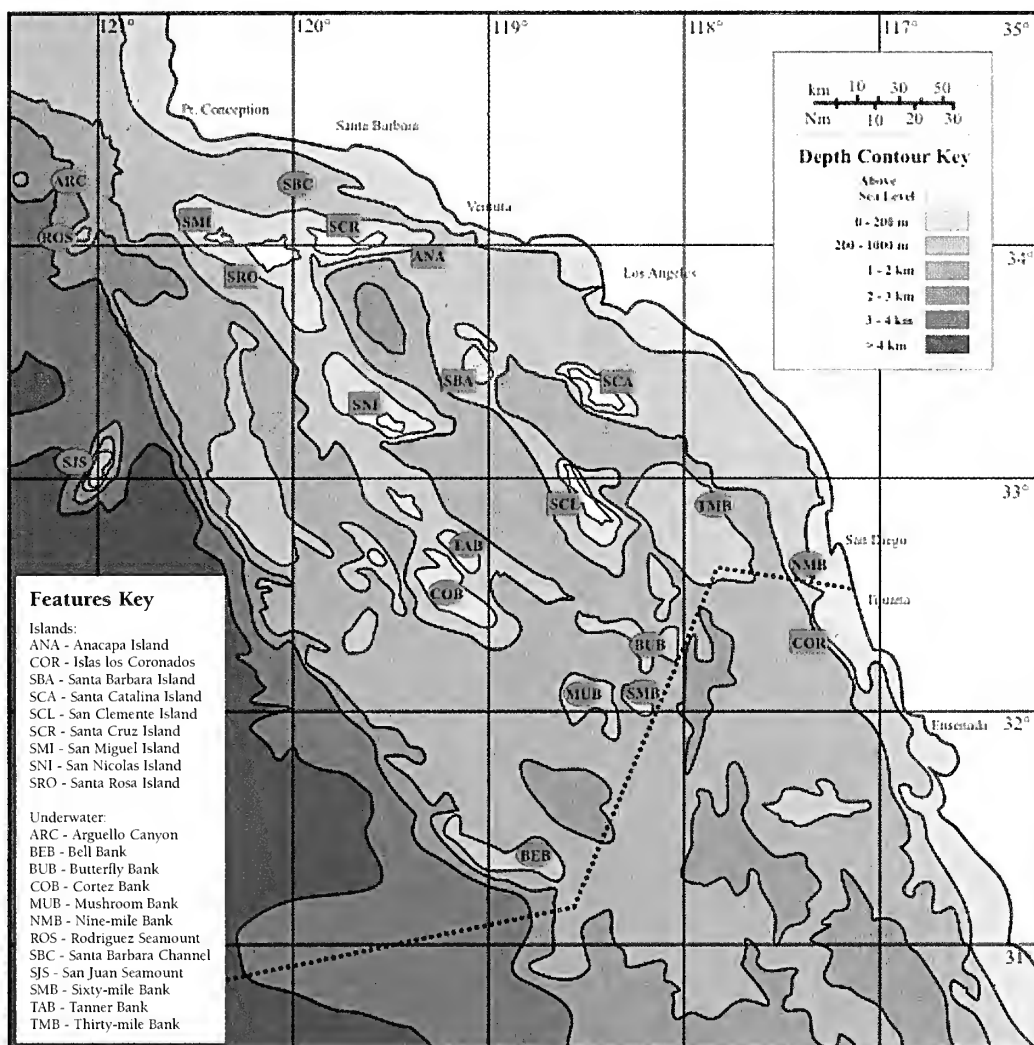 121° 120° 119° 118° 117° 35°
Pt. Conception
Santa Barbara
ARC
SBC
Ventura
SMI
SCR
ROS
ANA
34°
SRO
Los Angeles
SBA
SCA
SNI
SJS
33°
SCL
TMB
San Diego
TAB
NMB
COB
Tijuana
BUB
COR
MUB
SMB
32°
Ensenada
BEB
31°
km 10 30 50
Nm 10 20 30
Depth Contour Key
Above
Sea Level
0 - 200 m
200 - 1000 m
1 - 2 km
2 - 3 km
3 - 4 km
> 4 km
Features Key
Islands:
ANA - Anacapa Island
COR - Islas los Coronados
SBA - Santa Barbara Island
SCA - Santa Catalina Island
SCL - San Clemente Island
SCR - Santa Cruz Island
SMI - San Miguel Island
SNI - San Nicolas Island
SRO - Santa Rosa Island
Underwater:
ARC - Arguello Canyon
BEB - Bell Bank
BUB - Butterfly Bank
COB - Cortez Bank
MUB - Mushroom Bank
NMB - Nine-mile Bank
ROS - Rodriguez Seamount
SBC - Santa Barbara Channel
SJS - San Juan Seamount
SMB - Sixty-mile Bank
TAB - Tanner Bank
TMB - Thirty-mile Bank